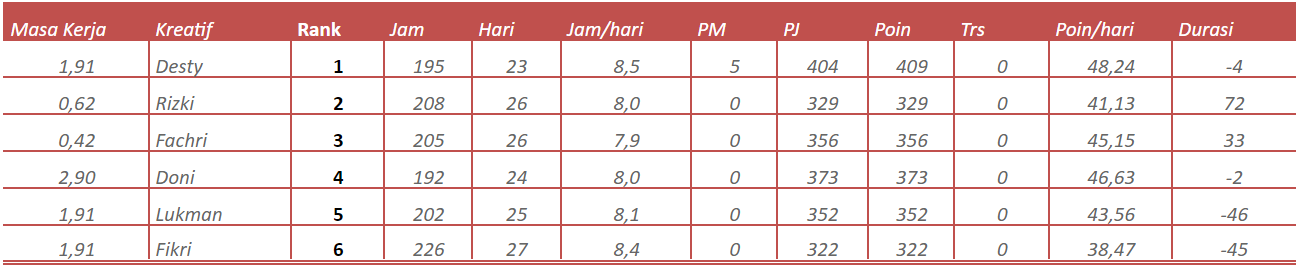 Masa Kerja Kreatif Rank Jam Hari Jam/hari PM PJ Poin Trs Poin/hari Durasi
1,91 Desty 1 195 23 8,5 5 404 409 0 48,24 -4
0,62 Rizki 2 208 26 8,0 0 329 329 0 41,13 72
0,42 Fachri 3 205 26 7,9 0 356 356 0 45,15 33
2,90 Doni 4 192 24 8,0 0 373 373 0 46,63 -2
1,91 Lukman 5 202 25 8,1 0 352 352 0 43,56 -46
1,91 Fikri 6 226 27 8,4 0 322 322 0 38,47 -45